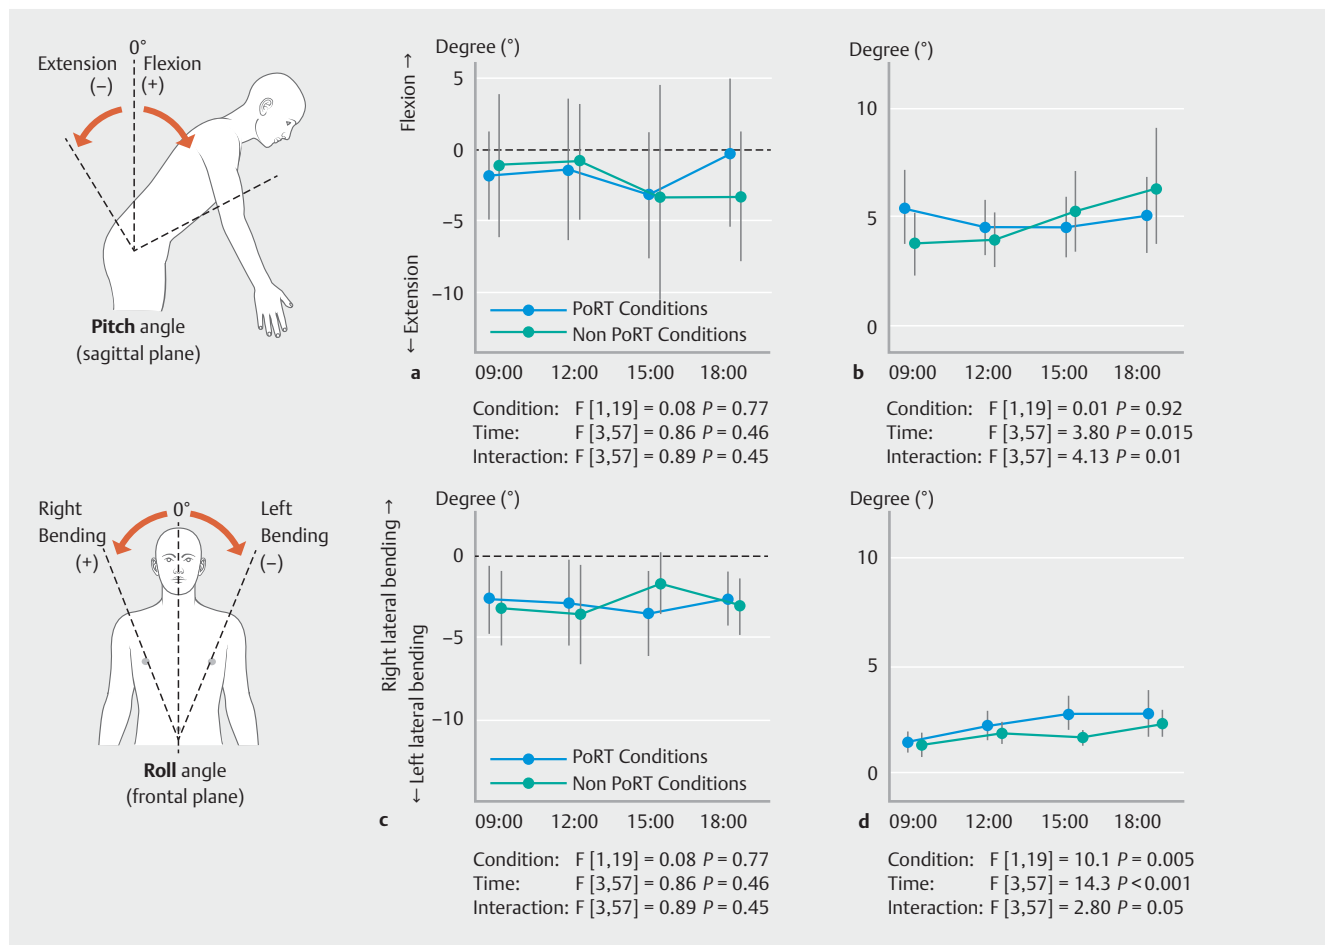 0°
Extension Flexion
(−) (+)
Pitch angle
(sagittal plane)
Degree (°)
Flexion →
← Extension
5
0
−5
−10
PoRT Conditions
Non PoRT Conditions
a
09:00 12:00 15:00 18:00
Condition: F [1,19] = 0.08 P = 0.77
Time: F [3,57] = 0.86 P = 0.46
Interaction: F [3,57] = 0.89 P = 0.45
Degree (°)
10
5
0
b
09:00 12:00 15:00 18:00
Condition: F [1,19] = 0.01 P = 0.92
Time: F [3,57] = 3.80 P = 0.015
Interaction: F [3,57] = 4.13 P = 0.01
Right 0° Left
Bending Bending
(+) (−)
Roll angle
(frontal plane)
Degree (°)
Right lateral bending →
← Left lateral bending
0
−5
−10
PoRT Conditions
Non PoRT Conditions
c
09:00 12:00 15:00 18:00
Condition: F [1,19] = 0.08 P = 0.77
Time: F [3,57] = 0.86 P = 0.46
Interaction: F [3,57] = 0.89 P = 0.45
Degree (°)
10
5
0
d
09:00 12:00 15:00 18:00
Condition: F [1,19] = 10.1 P = 0.005
Time: F [3,57] = 14.3 P < 0.001
Interaction: F [3,57] = 2.80 P = 0.05